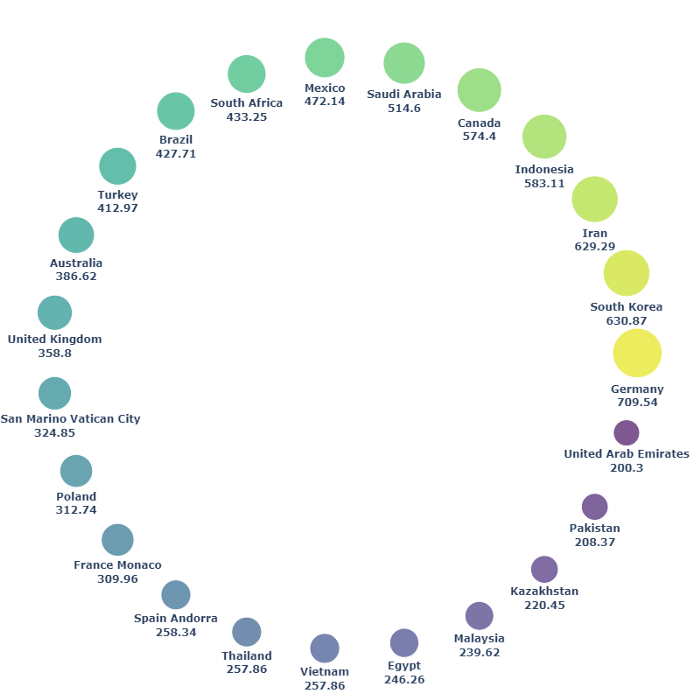 Mexico
472.14
Saudi Arabia
514.6
Canada
574.4
Indonesia
583.11
Iran
629.29
South Korea
630.87
Germany
709.54
United Arab Emirates
200.3
Pakistan
208.37
Kazakhstan
220.45
Malaysia
239.62
Egypt
246.26
Vietnam
257.86
Thailand
257.86
Spain Andorra
258.34
France Monaco
309.96
Poland
312.74
San Marino Vatican City
324.85
United Kingdom
358.8
Australia
386.62
Turkey
412.97
Brazil
427.71
South Africa
433.25